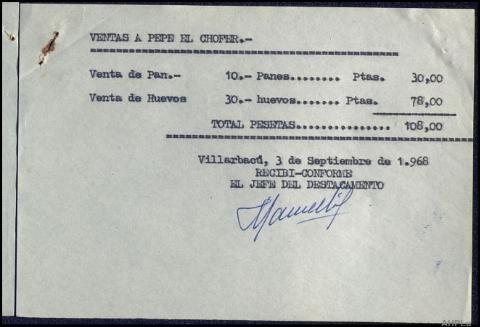 VENTAS A PEPE EL CHOFER.-
Venta de Pan.- 10.- Panes........ Ptas. 30,00
Venta de Huevos 30.- huevos....... Ptas. 78,00
TOTAL PESETAS............... 108,00
Villarbacú, 3 de Septiembre de 1.968
RECIBI-CONFORME
EL JEFE DEL DESTACAMENTO